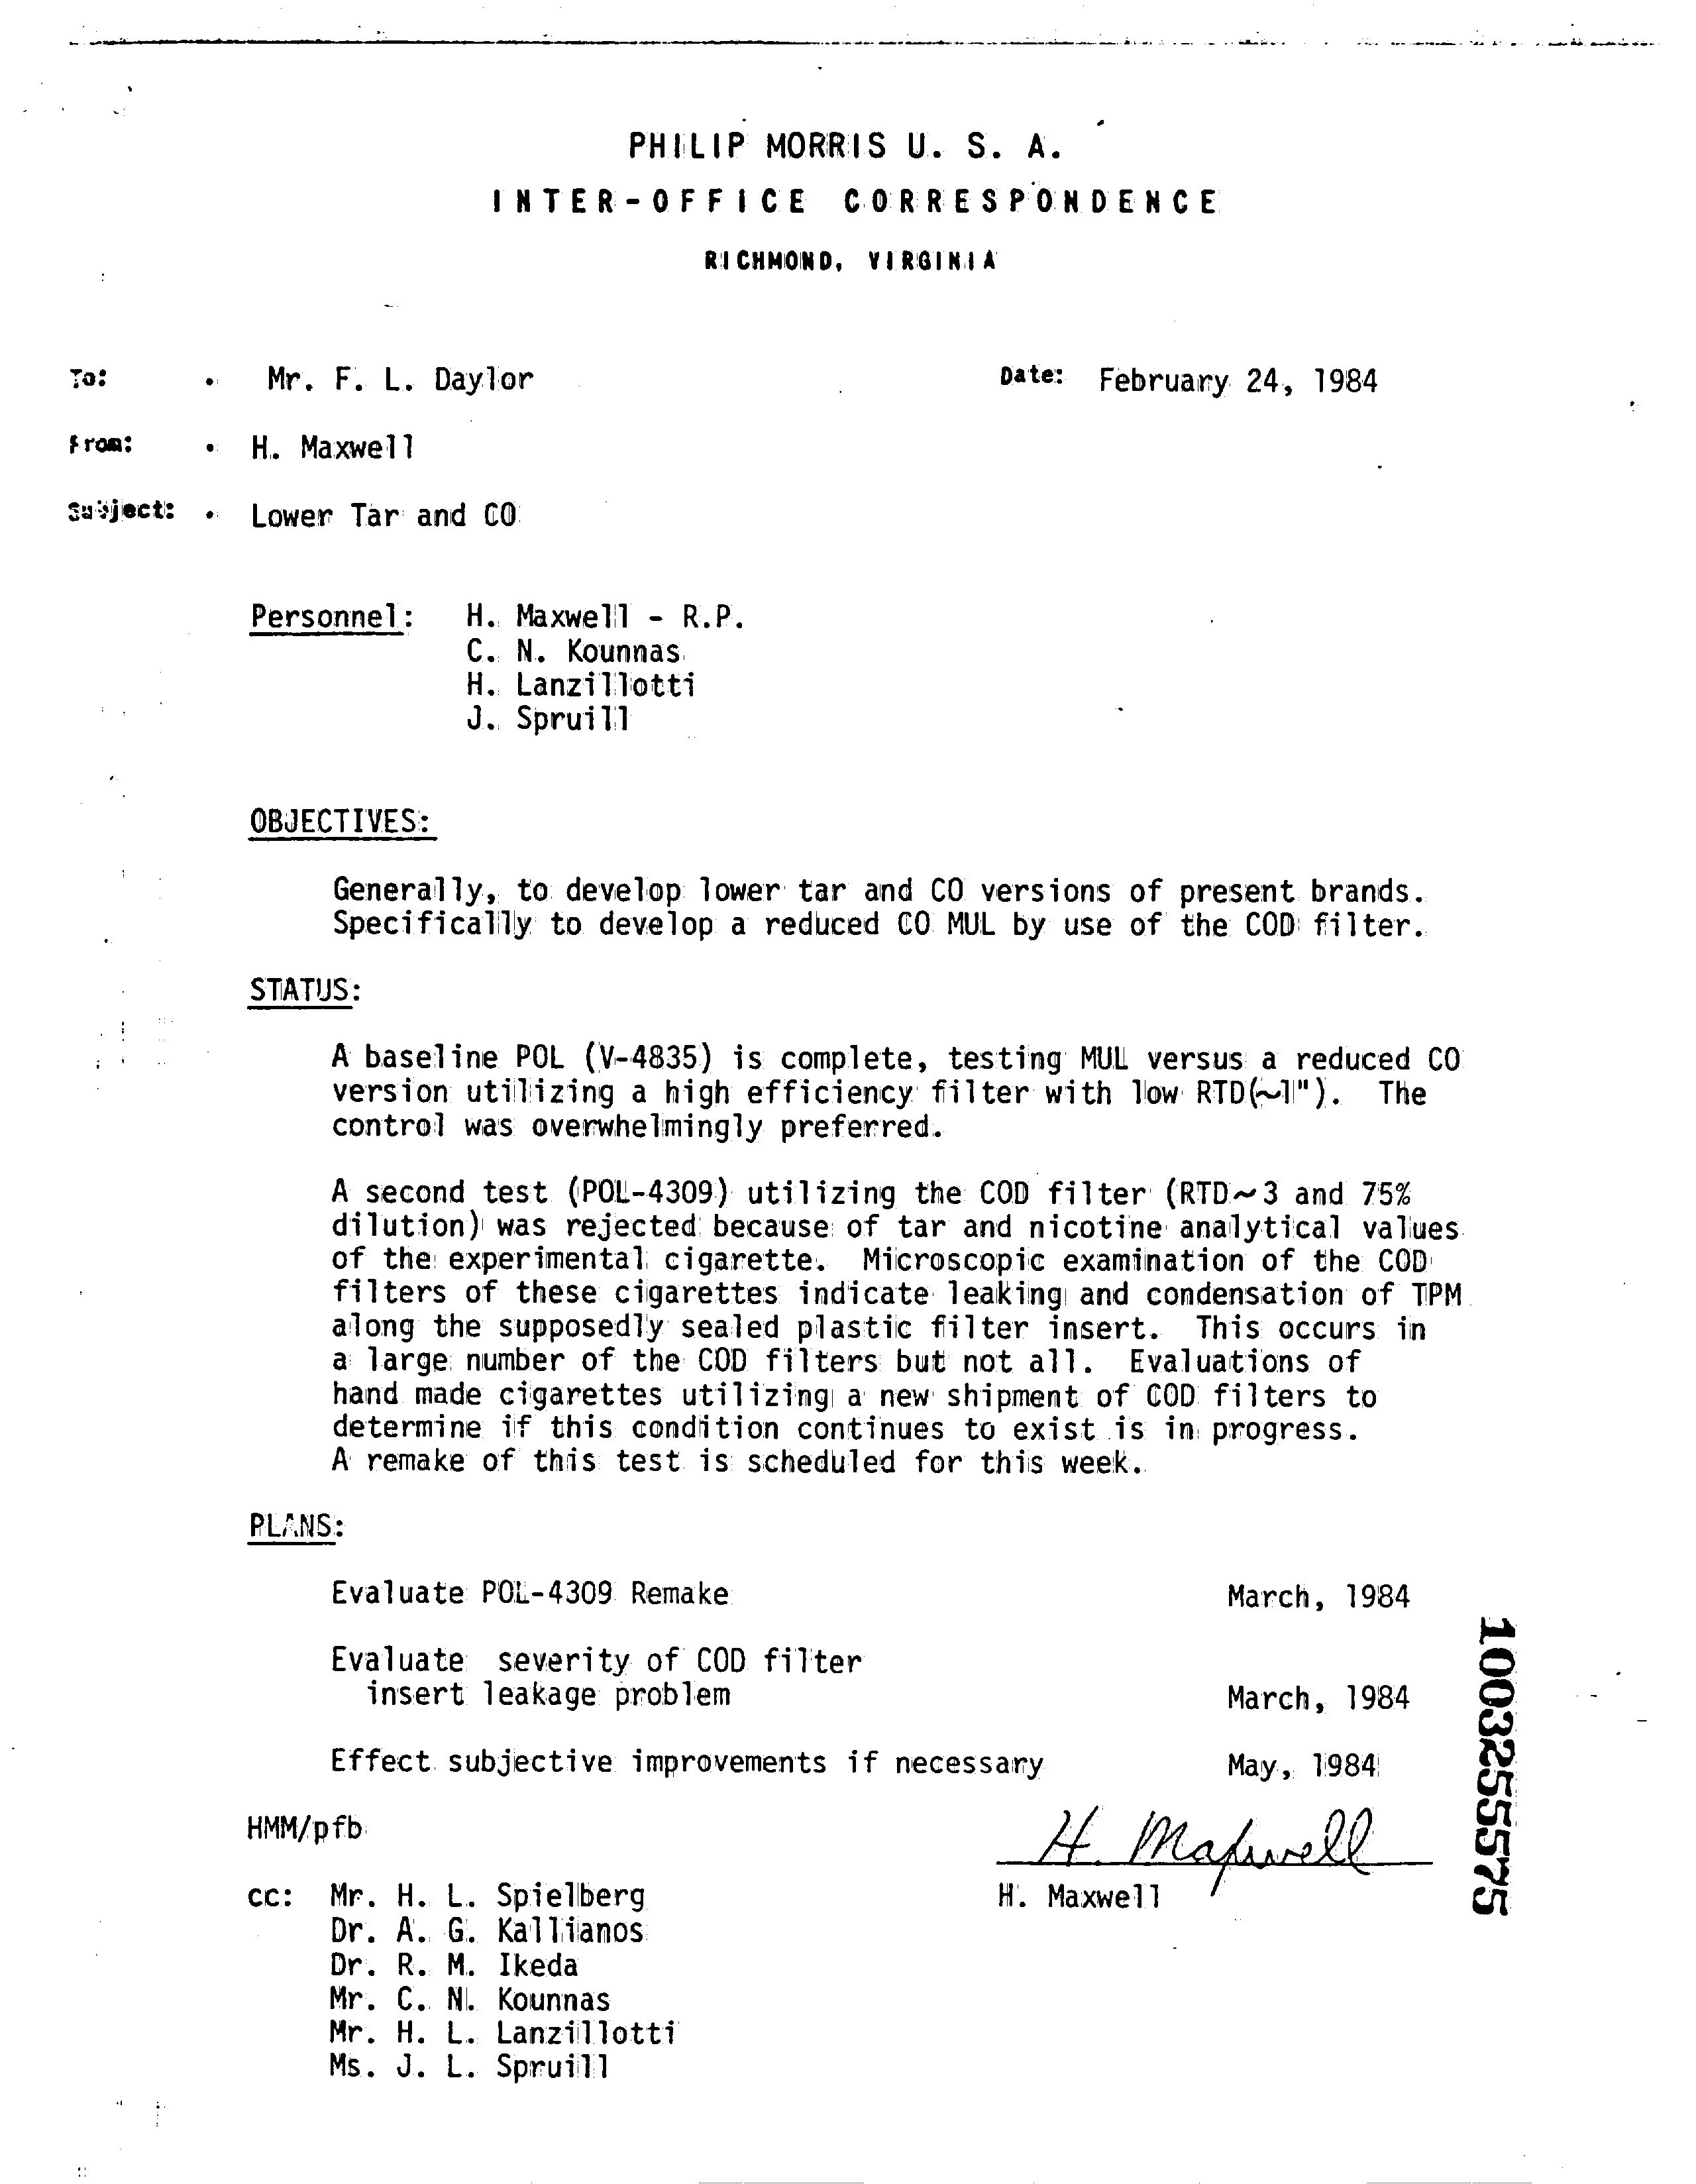 PHILIP MORRIS U. S. A.
INTER-OFFICE CORRESPONDENCE
RICHMOND, VIRGINIA
To: . Mr. F. L. Daylor Date: February 24, 1984
From: . H. Maxwell
Subject: . Lower Tar and CO
Personnel: H. Maxwell - R.P.
C. N. Kounnas
H. Lanzillotti
J. Spruill
OBJECTIVES:
Generally, to develop lower tar and CO versions of present brands.
Specifically to develop a reduced CO MUL by use of the COD filter.
STATUS:
A baseline POL (V-4835) is complete, testing MUL versus a reduced CO
version utilizing a high efficiency filter with low RTD(~1"). The
control was overwhelmingly preferred.
A second test (POL-4309) utilizing the COD filter (RTD~3 and 75%
dilution) was rejected because of tar and nicotine analytical values
of the experimental cigarette. Microscopic examination of the COD
filters of these cigarettes indicate leaking and condensation of TPM
along the supposedly sealed plastic filter insert. This occurs in
a large number of the COD filters but not all. Evaluations of
hand made cigarettes utilizing a new shipment of COD filters to
determine if this condition continues to exist is in progress.
A remake of this test is scheduled for this week.
PLANS:
Evaluate POL-4309 Remake March, 1984
Evaluate severity of COD filter
insert leakage problem March, 1984
Effect subjective improvements if necessary May, 1984
HMM/pfb H. Maxwell
cc: Mr. H. L. Spielberg H. Maxwell
Dr. A. G. Kallianos
Dr. R. M. Ikeda
Mr. C. N. Kounnas
Mr. H. L. Lanzillotti
Ms. J. L. Spruill
1003255575